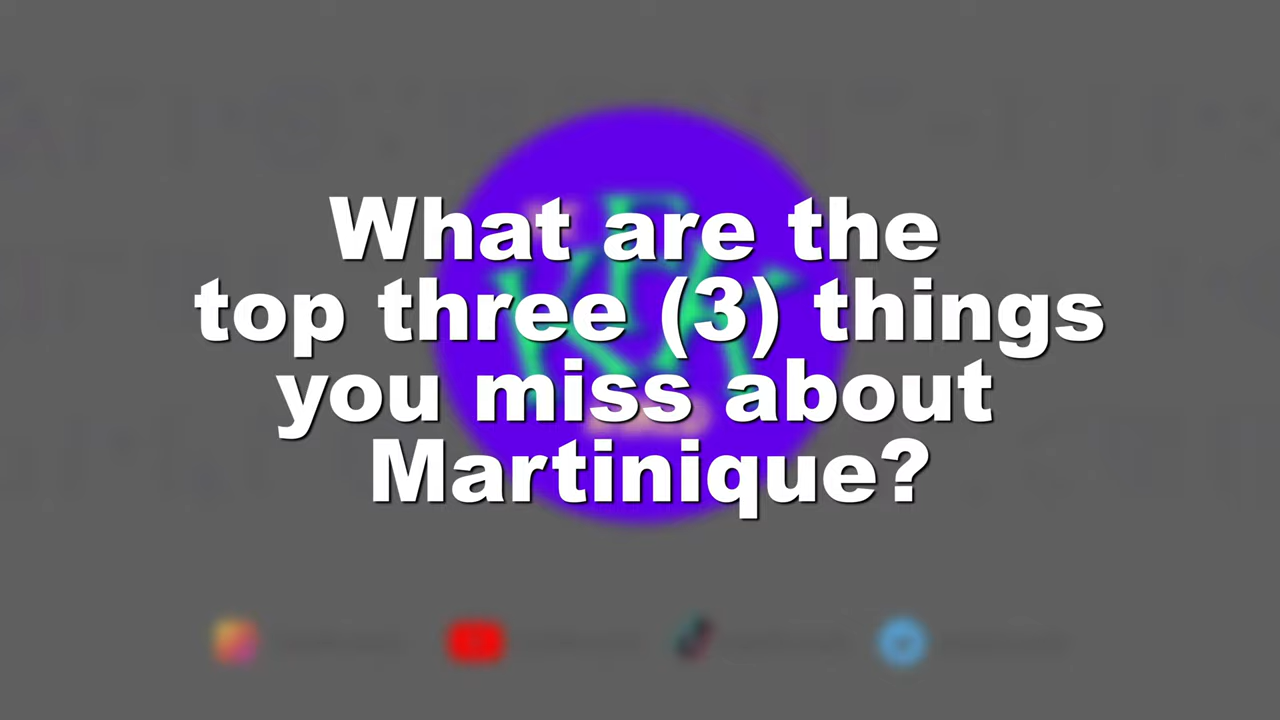 What are the
top three (3) things
you miss about
Martinique?